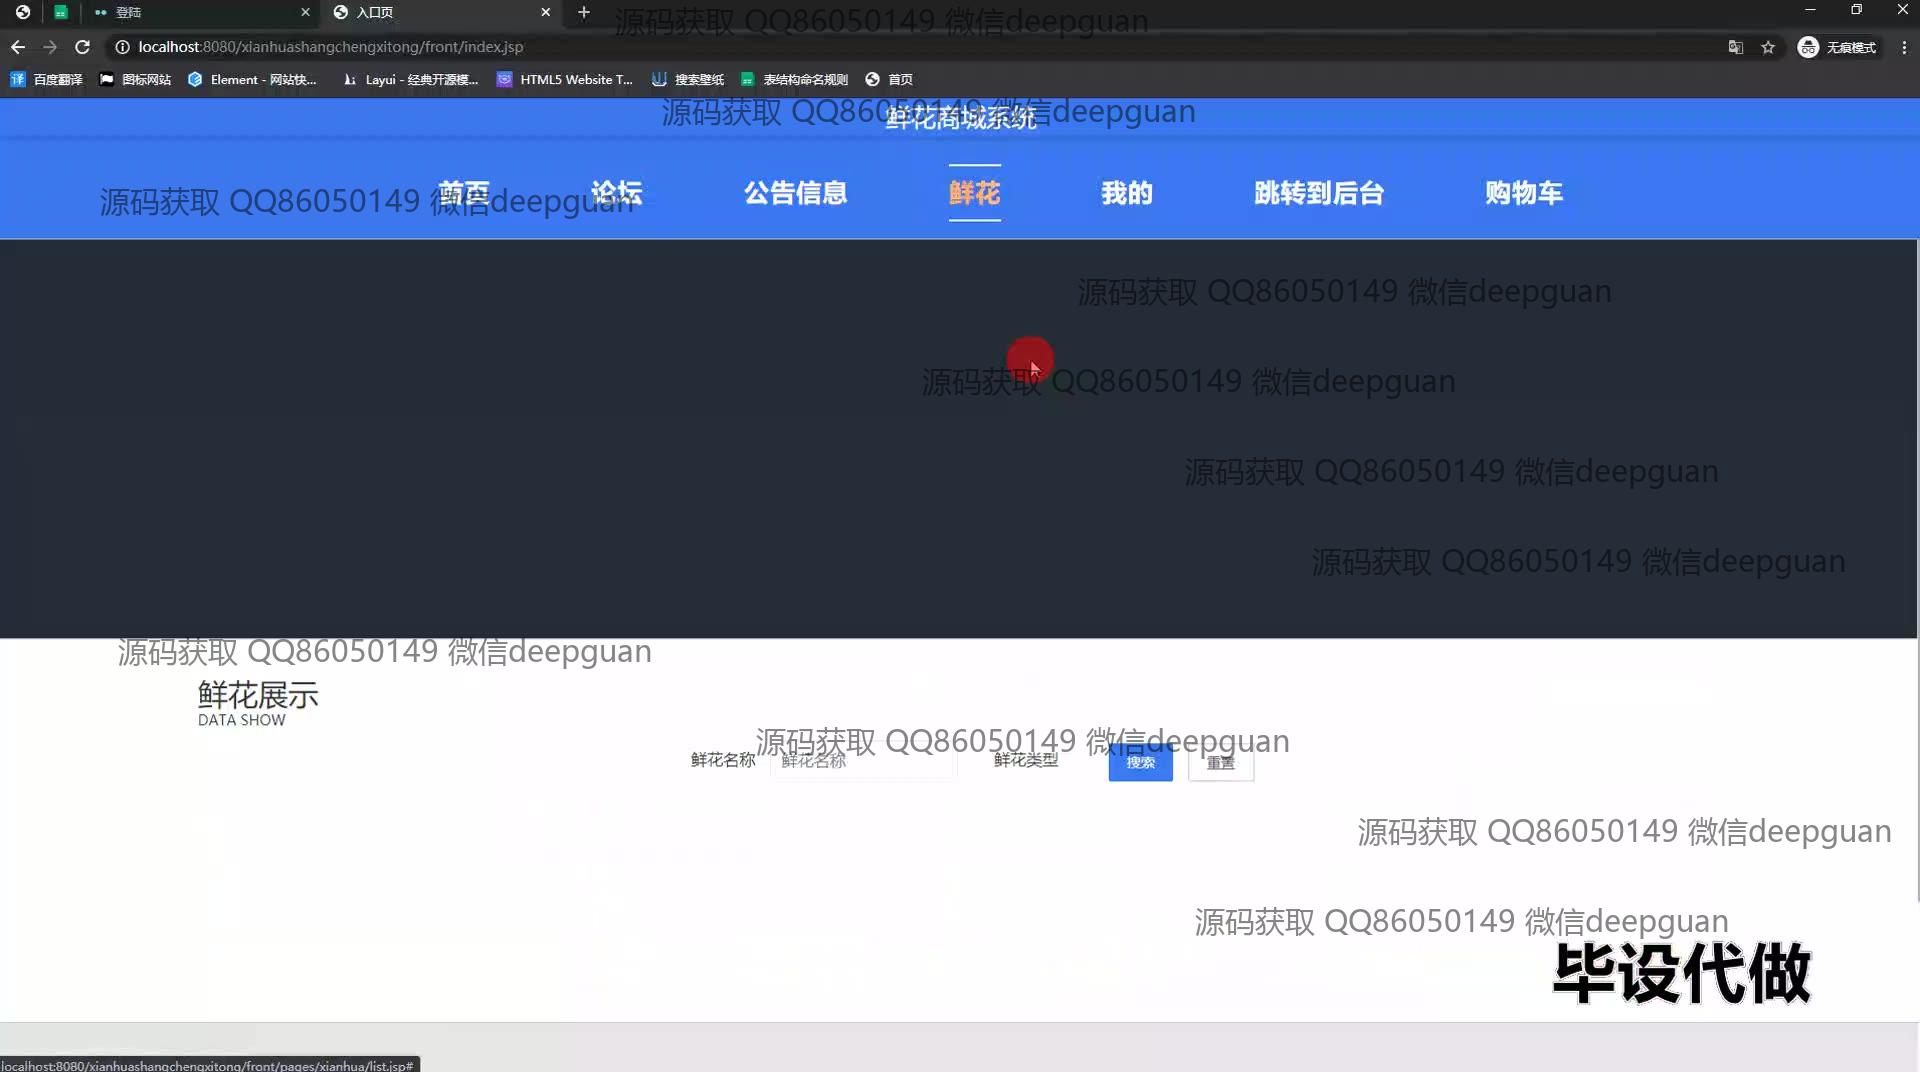 登陆
入口页
源码获取 QQ86050149 微信deepguan
localhost:8080/xianhuashangchengxitong/front/index.jsp
无痕模式
百度翻译
图标网站
Element - 网站快...
Layui - 经典开源模...
HTML5 Website T...
搜索壁纸
表结构命名规则
首页
源码获取 QQ86050149 微信deepguan
鲜花商城系统
首页 论坛 公告信息 鲜花 我的 跳转到后台 购物车
源码获取 QQ86050149 微信deepguan
源码获取 QQ86050149 微信deepguan
源码获取 QQ86050149 微信deepguan
源码获取 QQ86050149 微信deepguan
源码获取 QQ86050149 微信deepguan
源码获取 QQ86050149 微信deepguan
鲜花展示
DATA SHOW
源码获取 QQ86050149 微信deepguan
鲜花名称 鲜花名称 鲜花类型 搜索 重置
源码获取 QQ86050149 微信deepguan
源码获取 QQ86050149 微信deepguan
毕设代做
localhost:8080/xianhuashangchengxitong/front/pages/xianhua/list.jsp#